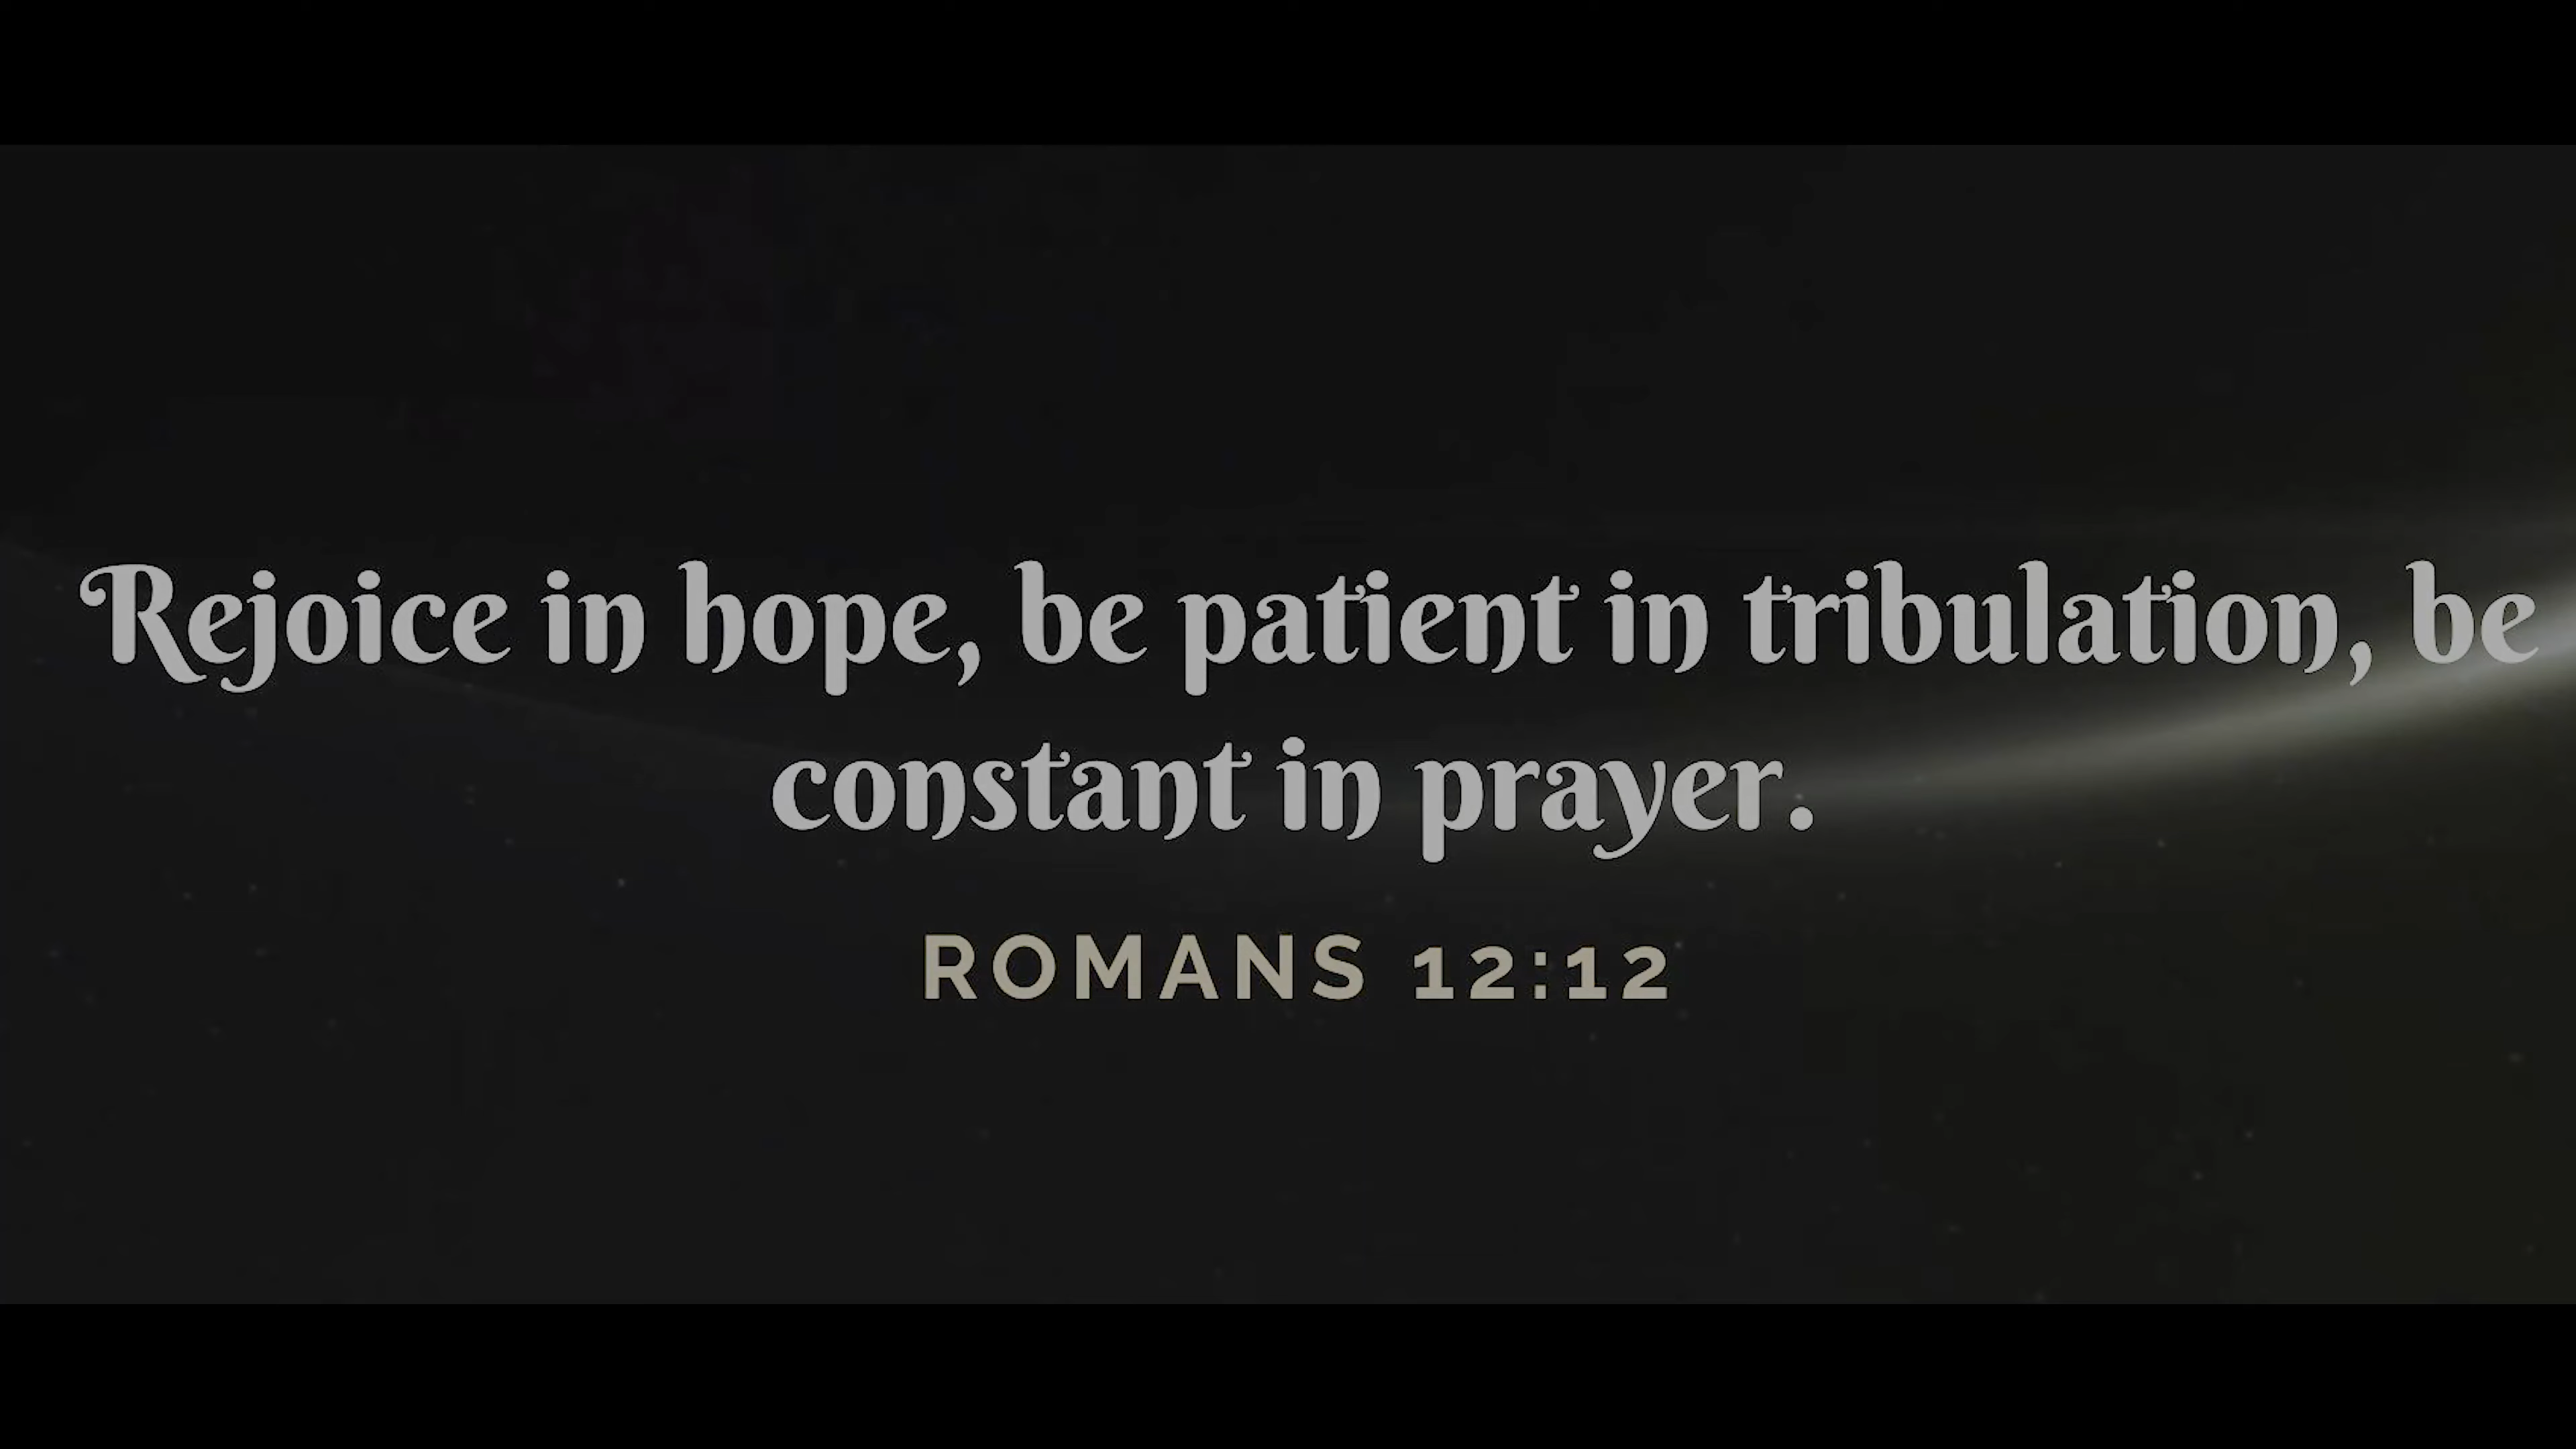 Rejoice in hope, be patient in tribulation, be
constant in prayer.
ROMANS 12:12